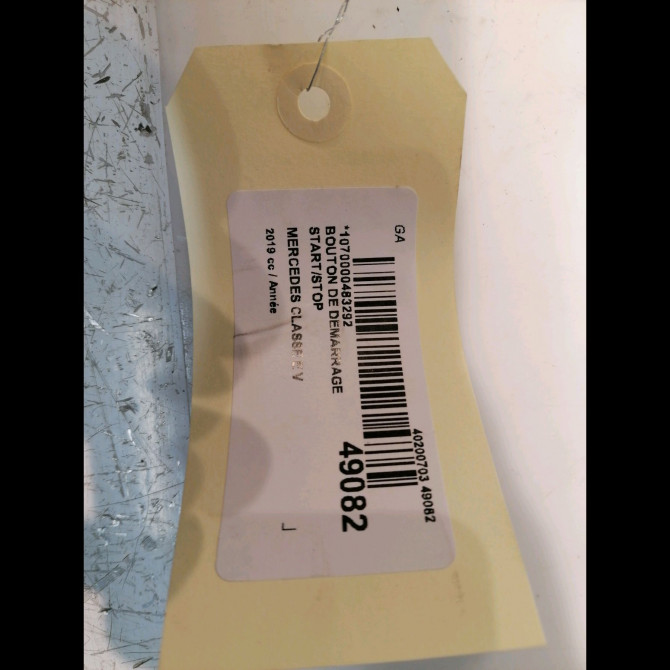 GA
40200703 49082
*1070000483292
BOUTON DE DEMARRAGE
START/STOP
49082
MERCEDES CLASSE V
2019 cc / Année